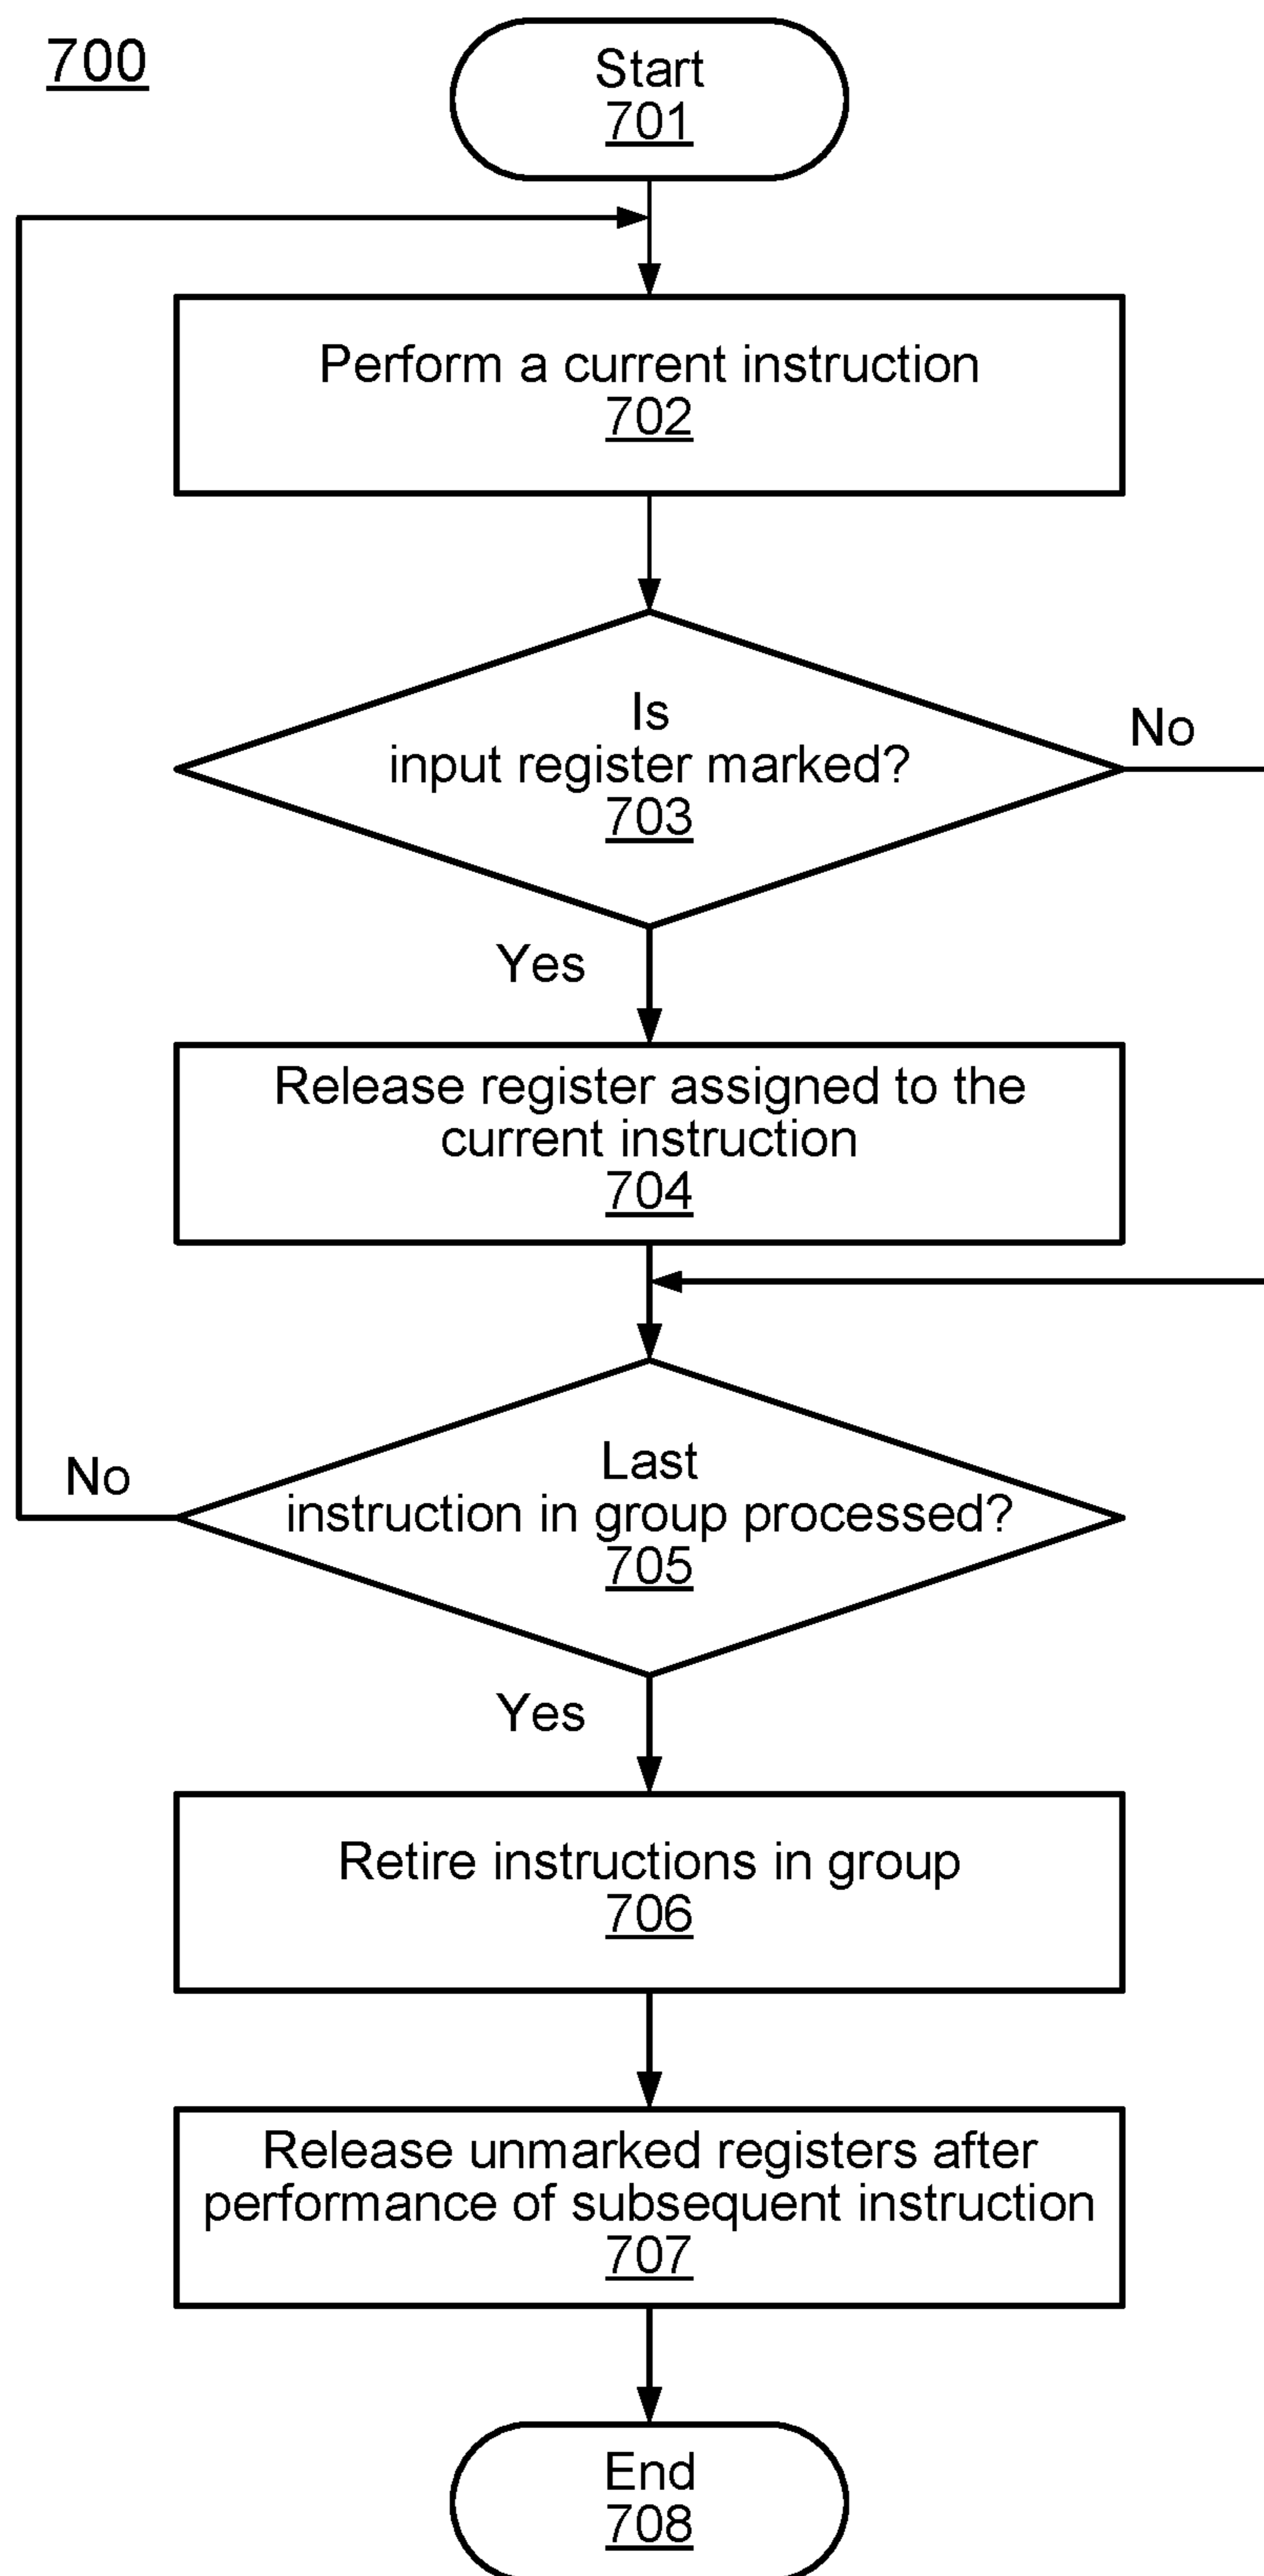 700
Start
701
Perform a current instruction
702
Is
input register marked?
703
No
Yes
Release register assigned to the
current instruction
704
Last
instruction in group processed?
705
No
Yes
Retire instructions in group
706
Release unmarked registers after
performance of subsequent instruction
707
End
708